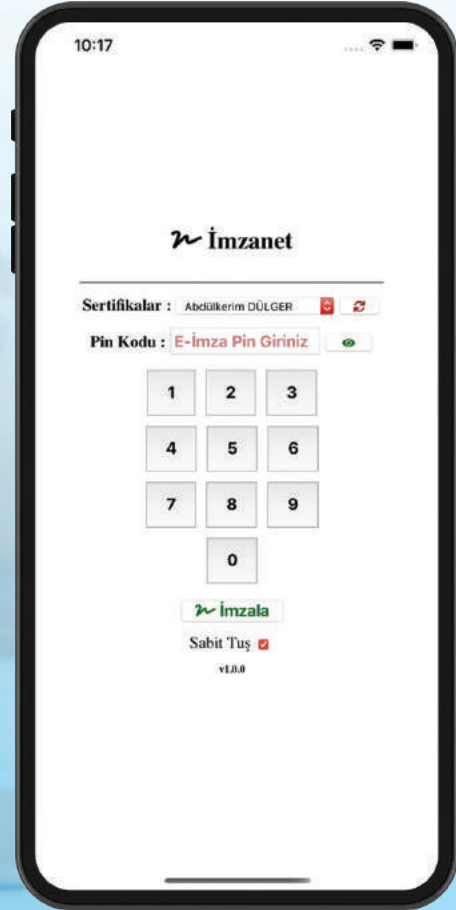 10:17
İmzanet
Sertifikalar : Abdülkerim DÜLGER
Pin Kodu : E-İmza Pin Giriniz
1 2 3
4 5 6
7 8 9
0
İmzala
Sabit Tuş
v1.0.0